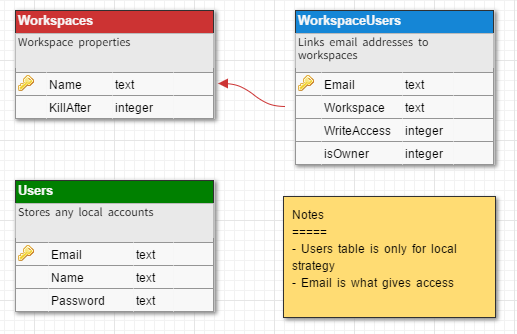 Workspaces
Workspace properties
Name text
KillAfter integer
WorkspaceUsers
Links email addresses to
workspaces
Email text
Workspace text
WriteAccess integer
isOwner integer
Users
Stores any local accounts
Email text
Name text
Password text
Notes
=====
- Users table is only for local
strategy
- Email is what gives access